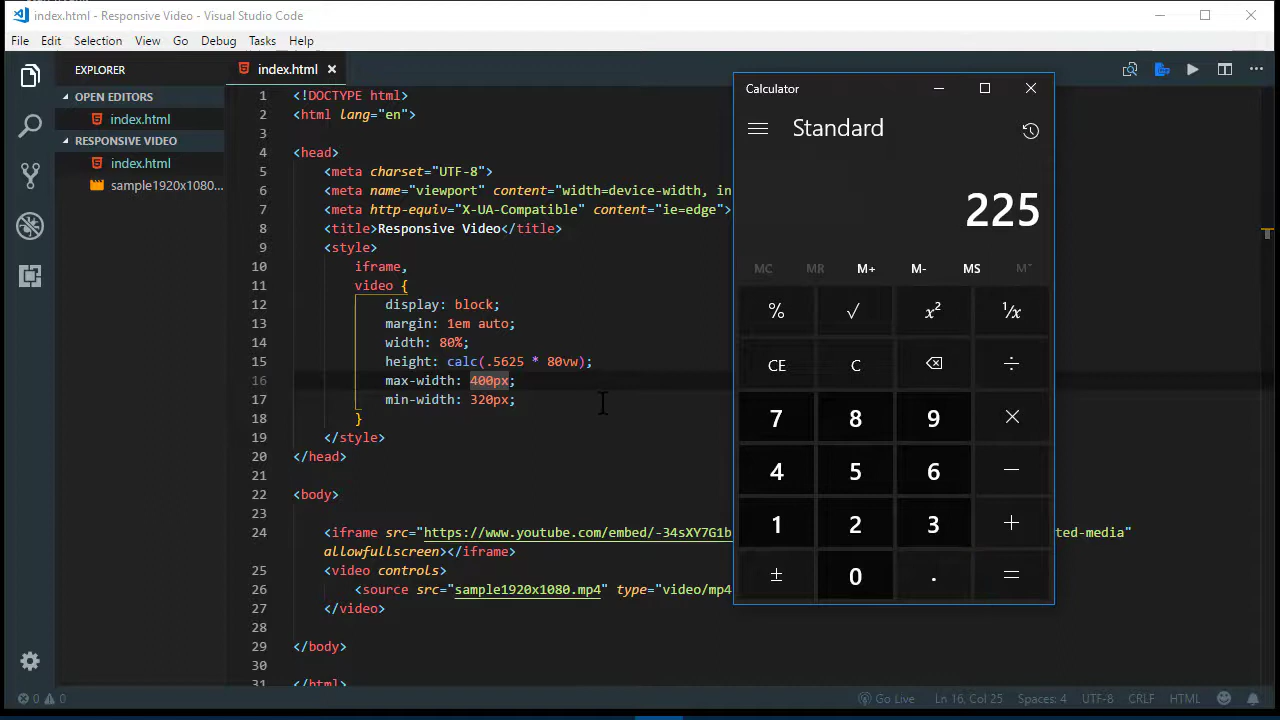 index.html - Responsive Video - Visual Studio Code
File Edit Selection View Go Debug Tasks Help
EXPLORER
OPEN EDITORS
index.html
RESPONSIVE VIDEO
index.html
sample1920x1080...
index.html
1 <!DOCTYPE html>
2 <html lang="en">
3
4 <head>
5 <meta charset="UTF-8">
6 <meta name="viewport" content="width=device-width, in
7 <meta http-equiv="X-UA-Compatible" content="ie=edge">
8 <title>Responsive Video</title>
9 <style>
10 iframe,
11 video {
12 display: block;
13 margin: 1em auto;
14 width: 80%;
15 height: calc(.5625 * 80vw);
16 max-width: 400px;
17 min-width: 320px;
18 }
19 </style>
20 </head>
21
22 <body>
23
24 <iframe src="https://www.youtube.com/embed/-34sXY7G1b ted-media"
allowfullscreen></iframe>
25 <video controls>
26 <source src="sample1920x1080.mp4" type="video/mp4
27 </video>
28
29 </body>
30
31 </html>
Calculator
Standard
225
MC MR M+ M- MS M˅
% √ x² ¹/x
CE C ÷
7 8 9 ×
4 5 6 −
1 2 3 +
± 0 . =
0 0
Go Live Ln 16, Col 25 Spaces: 4 UTF-8 CRLF HTML